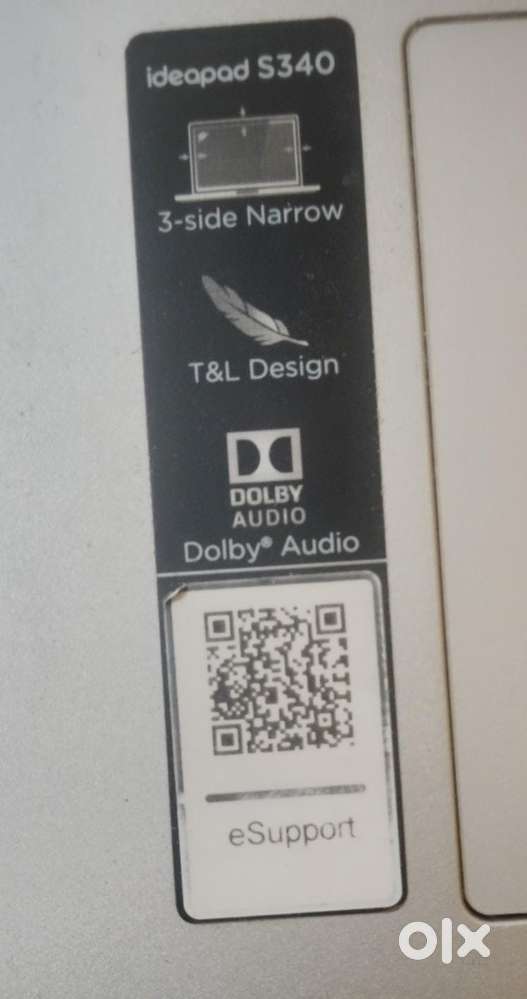 ideapad S340
3-side Narrow
T&L Design
DOLBY
AUDIO
Dolby® Audio
eSupport
olx